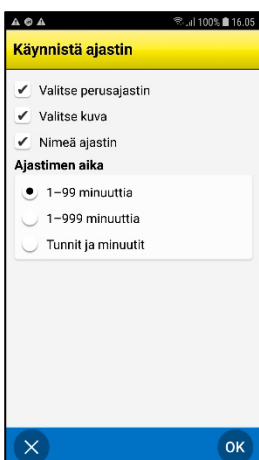 100% 16.05
Käynnistä ajastin
Valitse perusajastin
Valitse kuva
Nimeä ajastin
Ajastimen aika
1–99 minuuttia
1–999 minuuttia
Tunnit ja minuutit
OK